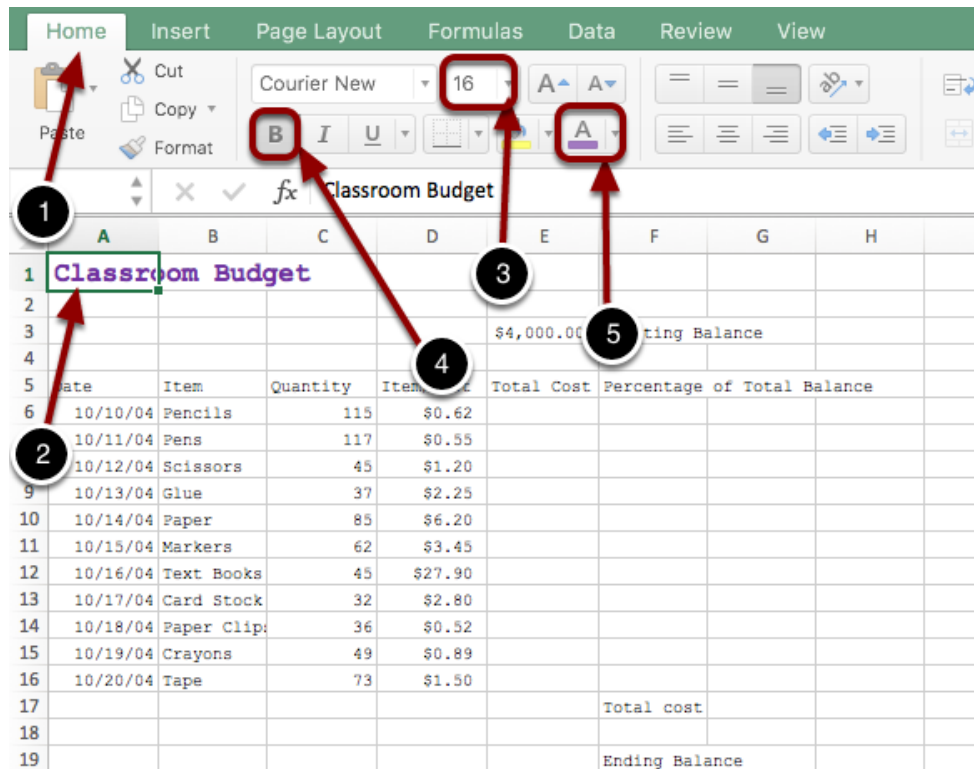 Home Insert Page Layout Formulas Data Review View
Cut
Courier New 16 A A
Copy
Paste
B I U A
Format
1
fx Classroom Budget
A B C D E F G H
1 Classroom Budget
3
2
3 $4,000.00 5
4
4
5 Item Quantity Total Cost Percentage of Total Balance
6 10/10/04 Pencils 115 $0.62
10/11/04 Pens 117 $0.55
2
10/12/04 Scissors 45 $1.20
9 10/13/04 Glue 37 $2.25
10 10/14/04 Paper 85 $6.20
11 10/15/04 Markers 62 $3.45
12 10/16/04 Text Books 45 $27.90
13 10/17/04 Card Stock 32 $2.80
14 10/18/04 Paper Clip 36 $0.52
15 10/19/04 Crayons 49 $0.89
16 10/20/04 Tape 73 $1.50
17 Total cost
18
19 Ending Balance